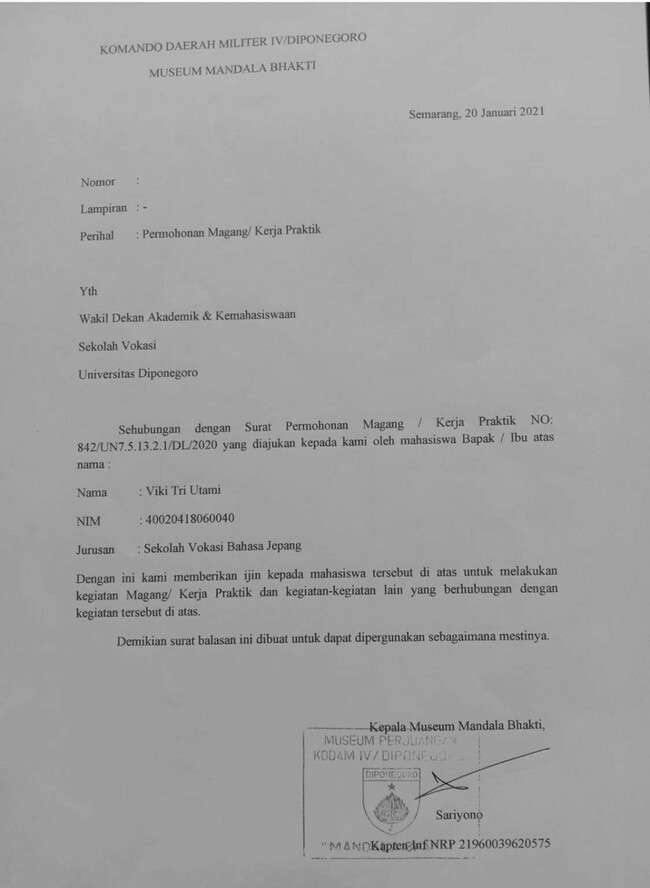 KOMANDO DAERAH MILITER IV/DIPONEGORO
MUSEUM MANDALA BHAKTI
Semarang, 20 Januari 2021
Nomor :
Lampiran : -
Perihal : Permohonan Magang/ Kerja Praktik
Yth
Wakil Dekan Akademik & Kemahasiswaan
Sekolah Vokasi
Universitas Diponegoro
Sehubungan dengan Surat Permohonan Magang / Kerja Praktik NO:
842/UN7.5.13.2.1/DL/2020 yang diajukan kepada kami oleh mahasiswa Bapak / Ibu atas
nama :
Nama : Viki Tri Utami
NIM : 40020418060040
Jurusan : Sekolah Vokasi Bahasa Jepang
Dengan ini kami memberikan ijin kepada mahasiswa tersebut di atas untuk melakukan
kegiatan Magang/ Kerja Praktik dan kegiatan-kegiatan lain yang berhubungan dengan
kegiatan tersebut di atas.
Demikian surat balasan ini dibuat untuk dapat dipergunakan sebagaimana mestinya.
Kepala Museum Mandala Bhakti,
MUSEUM PERJUANGAN
KODAM IV/DIPONEGORO
DIPONEGORO
Sariyono
Kapten Inf NRP 21960039620575